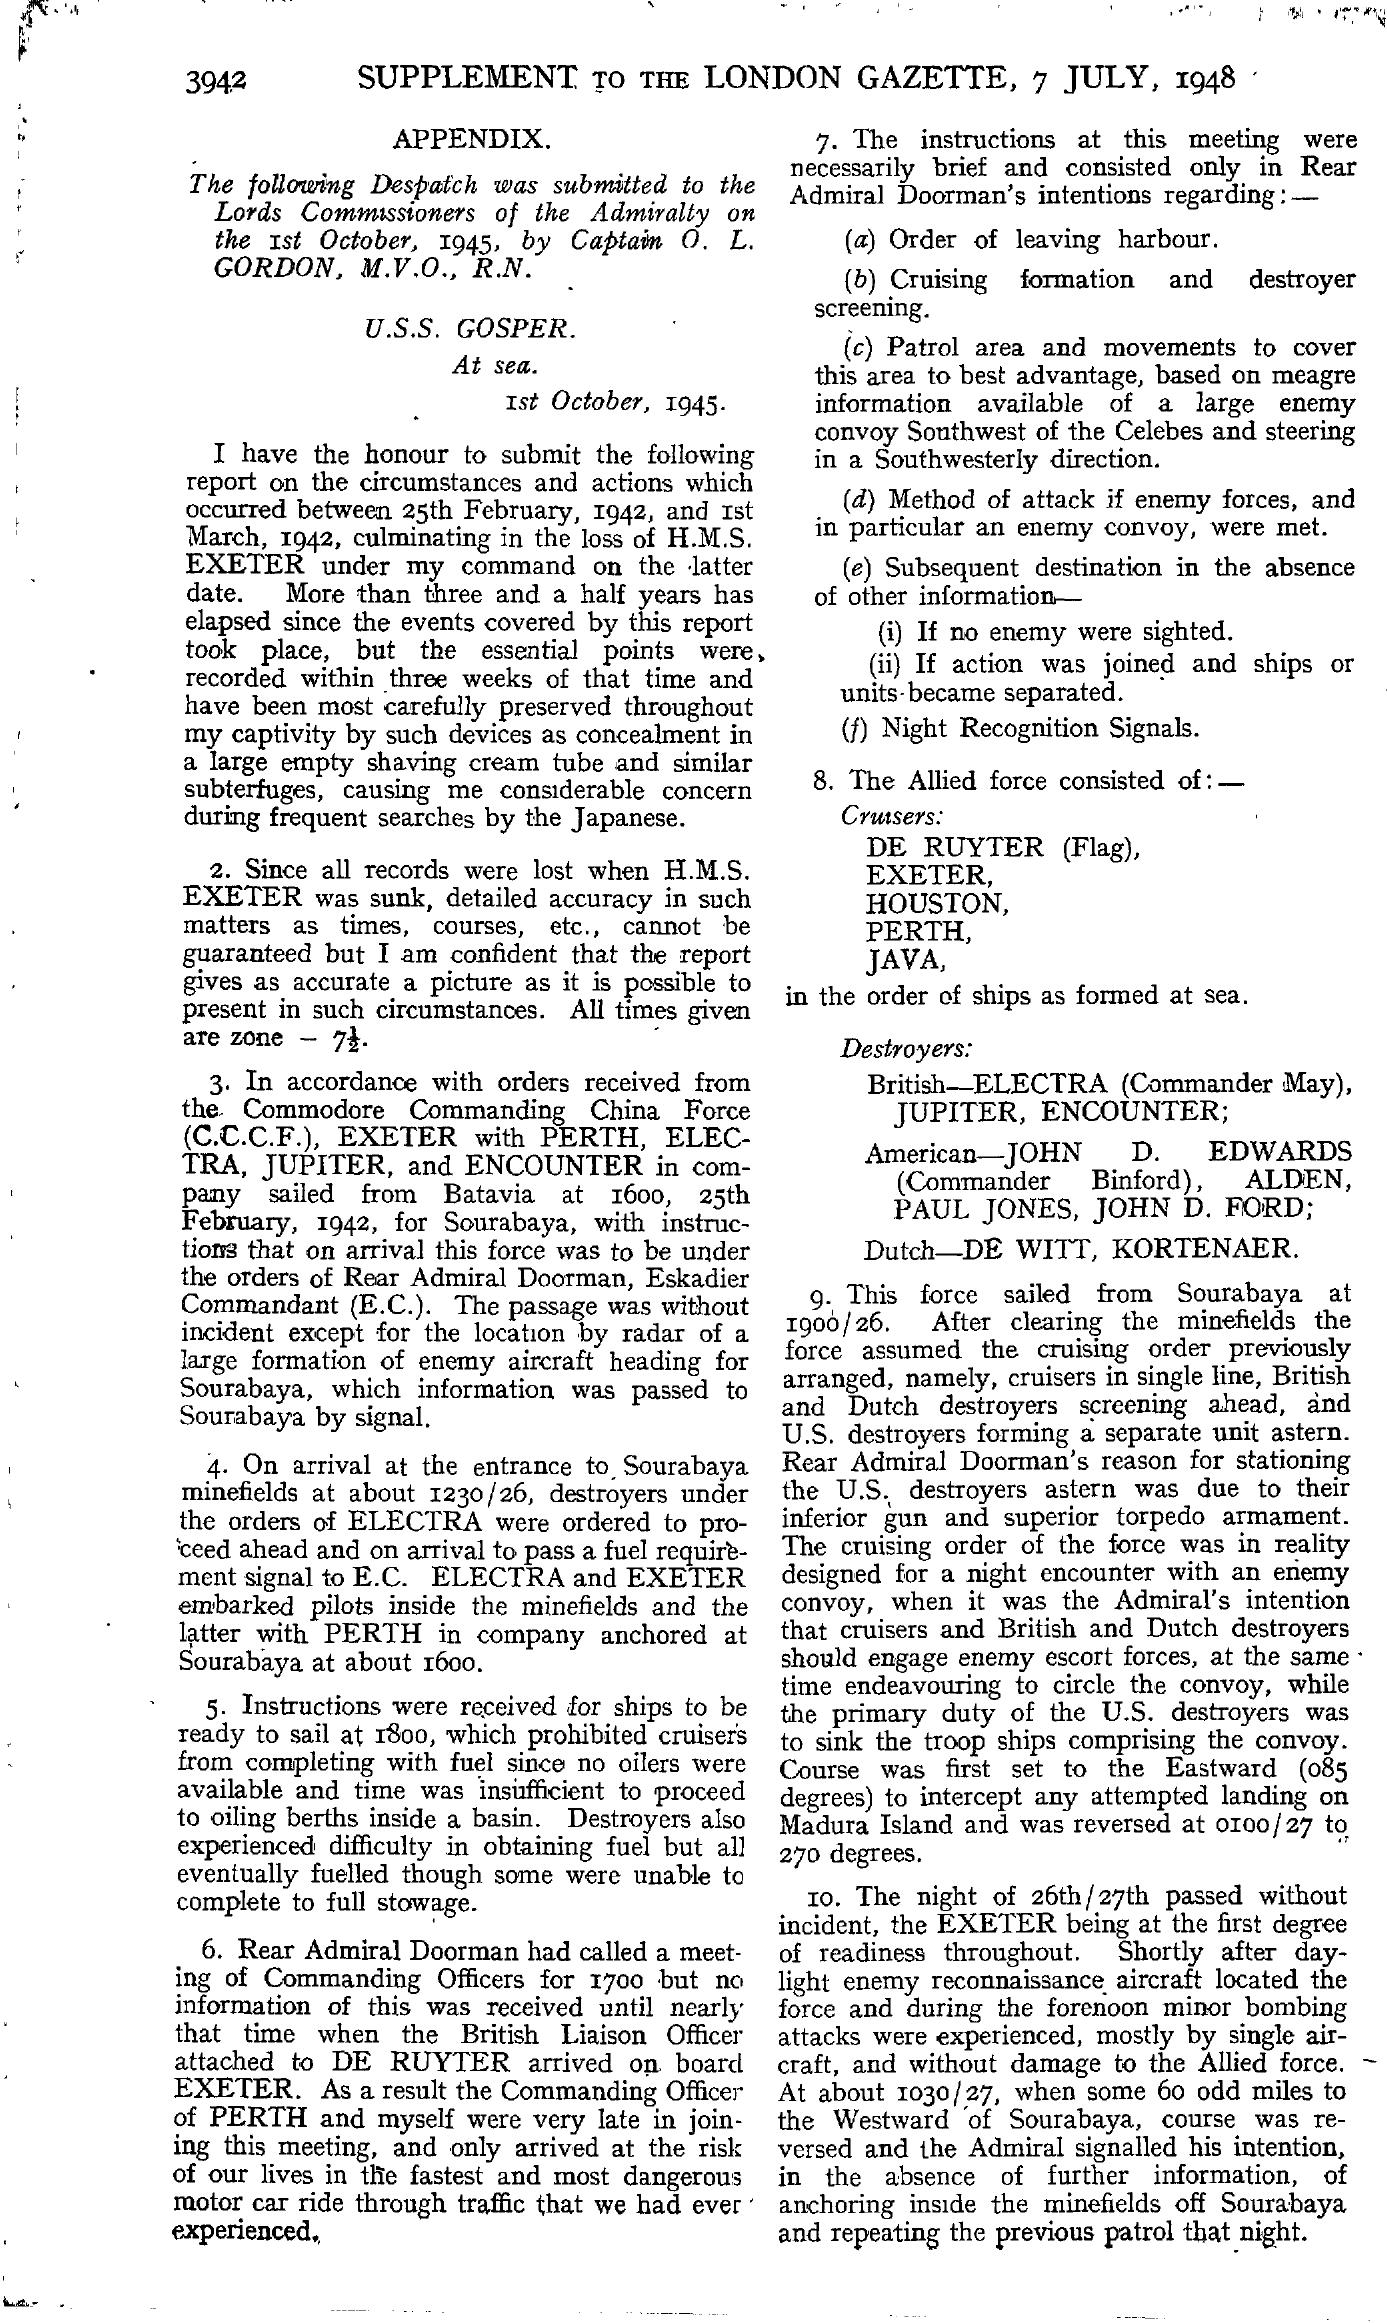 3942 SUPPLEMENT TO THE LONDON GAZETTE, 7 JULY, 1948
APPENDIX.
The following Despatch was submitted to the
Lords Commissioners of the Admiralty on
the 1st October, 1945, by Captain O. L.
GORDON, M.V.O., R.N.
U.S.S. GOSPER.
At sea.
1st October, 1945.
I have the honour to submit the following
report on the circumstances and actions which
occurred between 25th February, 1942, and 1st
March, 1942, culminating in the loss of H.M.S.
EXETER under my command on the latter
date. More than three and a half years has
elapsed since the events covered by this report
took place, but the essential points were
recorded within three weeks of that time and
have been most carefully preserved throughout
my captivity by such devices as concealment in
a large empty shaving cream tube and similar
subterfuges, causing me considerable concern
during frequent searches by the Japanese.
2. Since all records were lost when H.M.S.
EXETER was sunk, detailed accuracy in such
matters as times, courses, etc., cannot be
guaranteed but I am confident that the report
gives as accurate a picture as it is possible to
present in such circumstances. All times given
are zone – 7½.
3. In accordance with orders received from
the Commodore Commanding China Force
(C.C.C.F.), EXETER with PERTH, ELEC-
TRA, JUPITER, and ENCOUNTER in com-
pany sailed from Batavia at 1600, 25th
February, 1942, for Sourabaya, with instruc-
tions that on arrival this force was to be under
the orders of Rear Admiral Doorman, Eskadier
Commandant (E.C.). The passage was without
incident except for the location by radar of a
large formation of enemy aircraft heading for
Sourabaya, which information was passed to
Sourabaya by signal.
4. On arrival at the entrance to Sourabaya
minefields at about 1230/26, destroyers under
the orders of ELECTRA were ordered to pro-
ceed ahead and on arrival to pass a fuel require-
ment signal to E.C. ELECTRA and EXETER
embarked pilots inside the minefields and the
latter with PERTH in company anchored at
Sourabaya at about 1600.
5. Instructions were received for ships to be
ready to sail at 1800, which prohibited cruisers
from completing with fuel since no oilers were
available and time was insufficient to proceed
to oiling berths inside a basin. Destroyers also
experienced difficulty in obtaining fuel but all
eventually fuelled though some were unable to
complete to full stowage.
6. Rear Admiral Doorman had called a meet-
ing of Commanding Officers for 1700 but no
information of this was received until nearly
that time when the British Liaison Officer
attached to DE RUYTER arrived on board
EXETER. As a result the Commanding Officer
of PERTH and myself were very late in join-
ing this meeting, and only arrived at the risk
of our lives in the fastest and most dangerous
motor car ride through traffic that we had ever
experienced.
7. The instructions at this meeting were
necessarily brief and consisted only in Rear
Admiral Doorman's intentions regarding:—
(a) Order of leaving harbour.
(b) Cruising formation and destroyer
screening.
(c) Patrol area and movements to cover
this area to best advantage, based on meagre
information available of a large enemy
convoy Southwest of the Celebes and steering
in a Southwesterly direction.
(d) Method of attack if enemy forces, and
in particular an enemy convoy, were met.
(e) Subsequent destination in the absence
of other information—
(i) If no enemy were sighted.
(ii) If action was joined and ships or
units became separated.
(f) Night Recognition Signals.
8. The Allied force consisted of:—
Cruisers:
DE RUYTER (Flag),
EXETER,
HOUSTON,
PERTH,
JAVA,
in the order of ships as formed at sea.
Destroyers:
British—ELECTRA (Commander May),
JUPITER, ENCOUNTER;
American—JOHN D. EDWARDS
(Commander Binford), ALDEN,
PAUL JONES, JOHN D. FORD;
Dutch—DE WITT, KORTENAER.
9. This force sailed from Sourabaya at
1900/26. After clearing the minefields the
force assumed the cruising order previously
arranged, namely, cruisers in single line, British
and Dutch destroyers screening ahead, and
U.S. destroyers forming a separate unit astern.
Rear Admiral Doorman's reason for stationing
the U.S. destroyers astern was due to their
inferior gun and superior torpedo armament.
The cruising order of the force was in reality
designed for a night encounter with an enemy
convoy, when it was the Admiral's intention
that cruisers and British and Dutch destroyers
should engage enemy escort forces, at the same
time endeavouring to circle the convoy, while
the primary duty of the U.S. destroyers was
to sink the troop ships comprising the convoy.
Course was first set to the Eastward (085
degrees) to intercept any attempted landing on
Madura Island and was reversed at 0100/27 to
270 degrees.
10. The night of 26th/27th passed without
incident, the EXETER being at the first degree
of readiness throughout. Shortly after day-
light enemy reconnaissance aircraft located the
force and during the forenoon minor bombing
attacks were experienced, mostly by single air-
craft, and without damage to the Allied force.
At about 1030/27, when some 60 odd miles to
the Westward of Sourabaya, course was re-
versed and the Admiral signalled his intention,
in the absence of further information, of
anchoring inside the minefields off Sourabaya
and repeating the previous patrol that night.